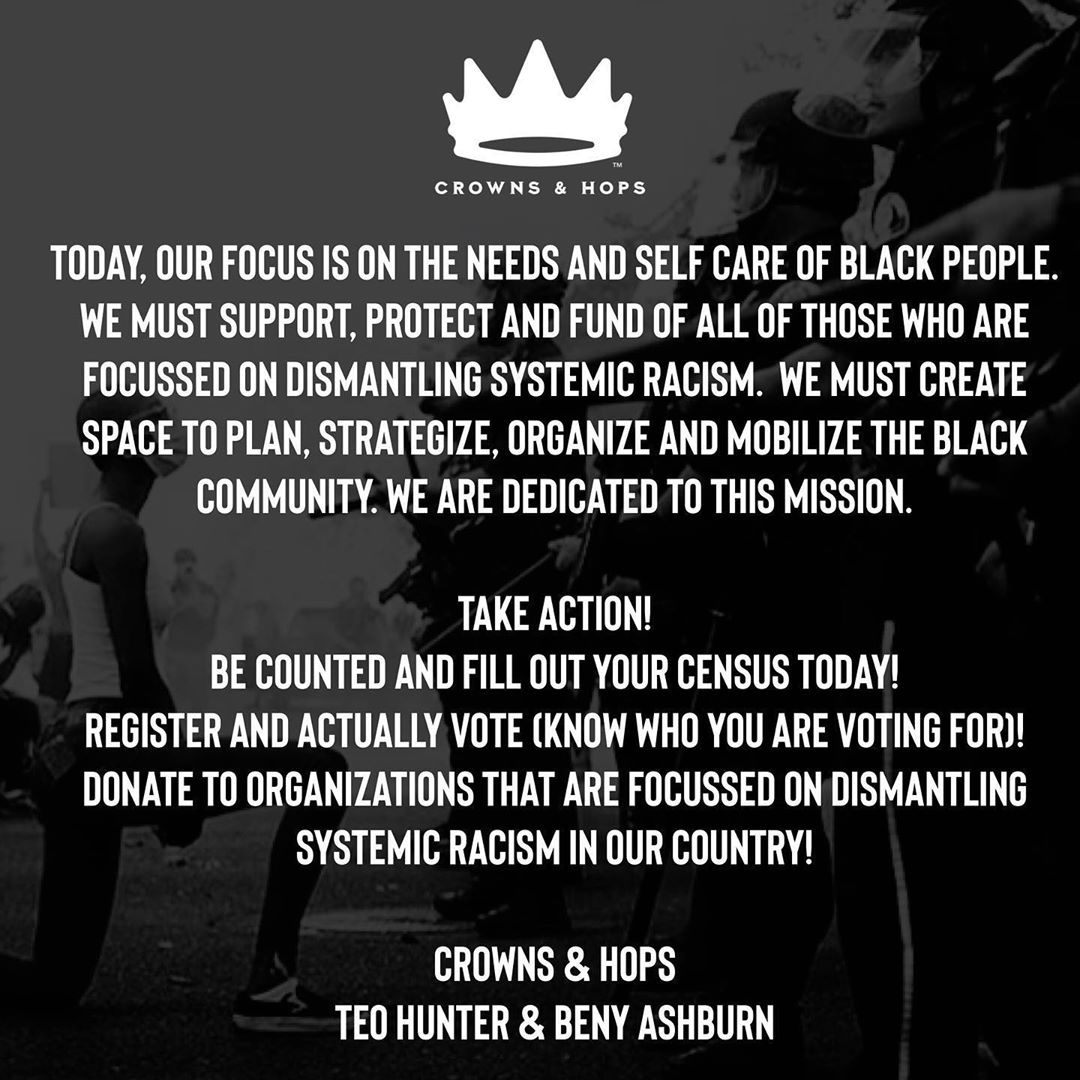 TM
CROWNS & HOPS
TODAY, OUR FOCUS IS ON THE NEEDS AND SELF CARE OF BLACK PEOPLE.
WE MUST SUPPORT, PROTECT AND FUND OF ALL OF THOSE WHO ARE
FOCUSSED ON DISMANTLING SYSTEMIC RACISM. WE MUST CREATE
SPACE TO PLAN, STRATEGIZE, ORGANIZE AND MOBILIZE THE BLACK
COMMUNITY. WE ARE DEDICATED TO THIS MISSION.
TAKE ACTION!
BE COUNTED AND FILL OUT YOUR CENSUS TODAY!
REGISTER AND ACTUALLY VOTE (KNOW WHO YOU ARE VOTING FOR)!
DONATE TO ORGANIZATIONS THAT ARE FOCUSSED ON DISMANTLING
SYSTEMIC RACISM IN OUR COUNTRY!
CROWNS & HOPS
TEO HUNTER & BENY ASHBURN